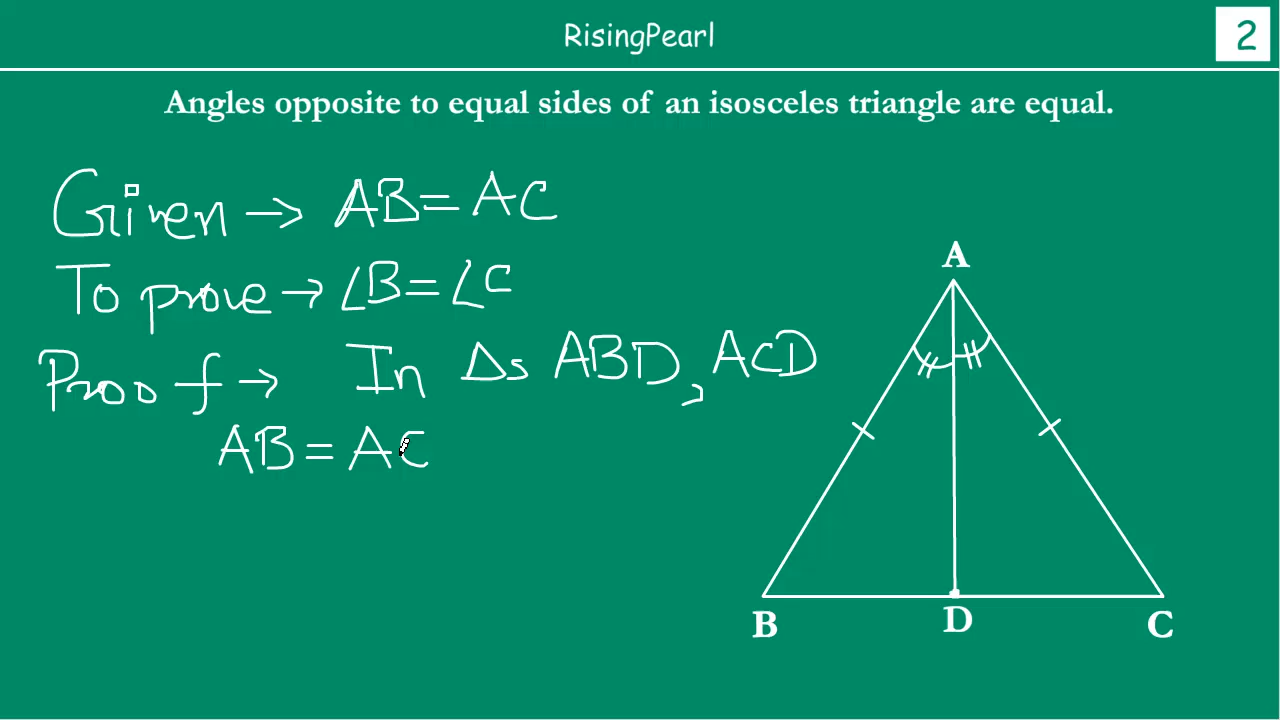 RisingPearl
2
Angles opposite to equal sides of an isosceles triangle are equal.
Given → AB = AC
To prove → ∠B = ∠C
Proof → In Δs ABD, ACD
AB = AC
A
B
D
C